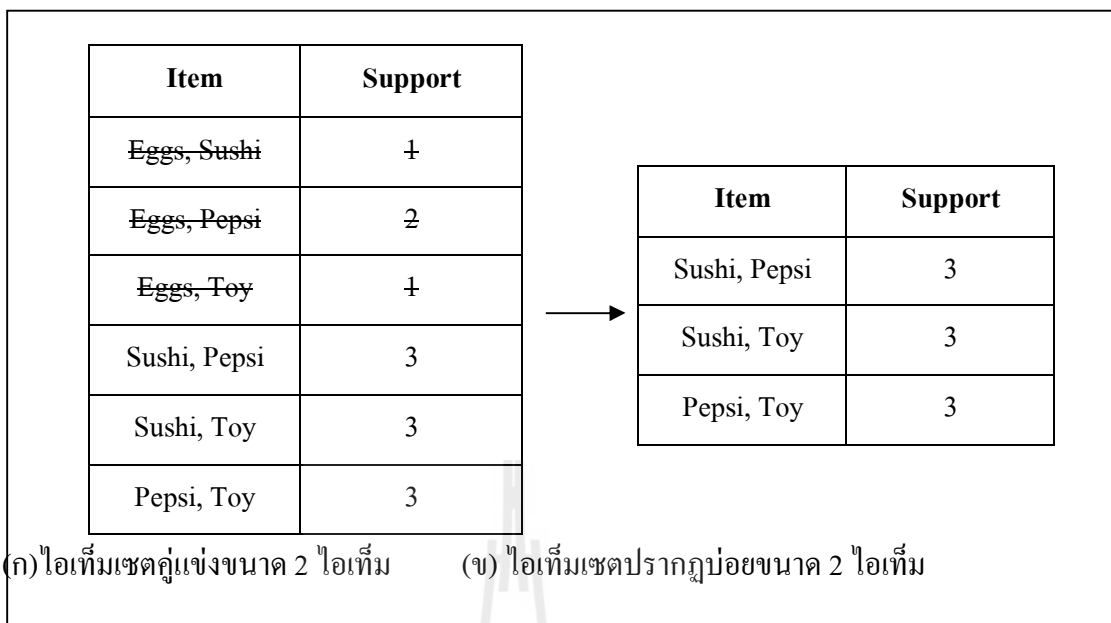 Item Support
Eggs, Sushi 1
Eggs, Pepsi 2
Eggs, Toy 1
Sushi, Pepsi 3
Sushi, Toy 3
Pepsi, Toy 3
Item Support
Sushi, Pepsi 3
Sushi, Toy 3
Pepsi, Toy 3
(ก)ไอเท็มเซตคู่แข่งขนาด 2 ไอเท็ม (ข) ไอเท็มเซตปรากฏบ่อยขนาด 2 ไอเท็ม